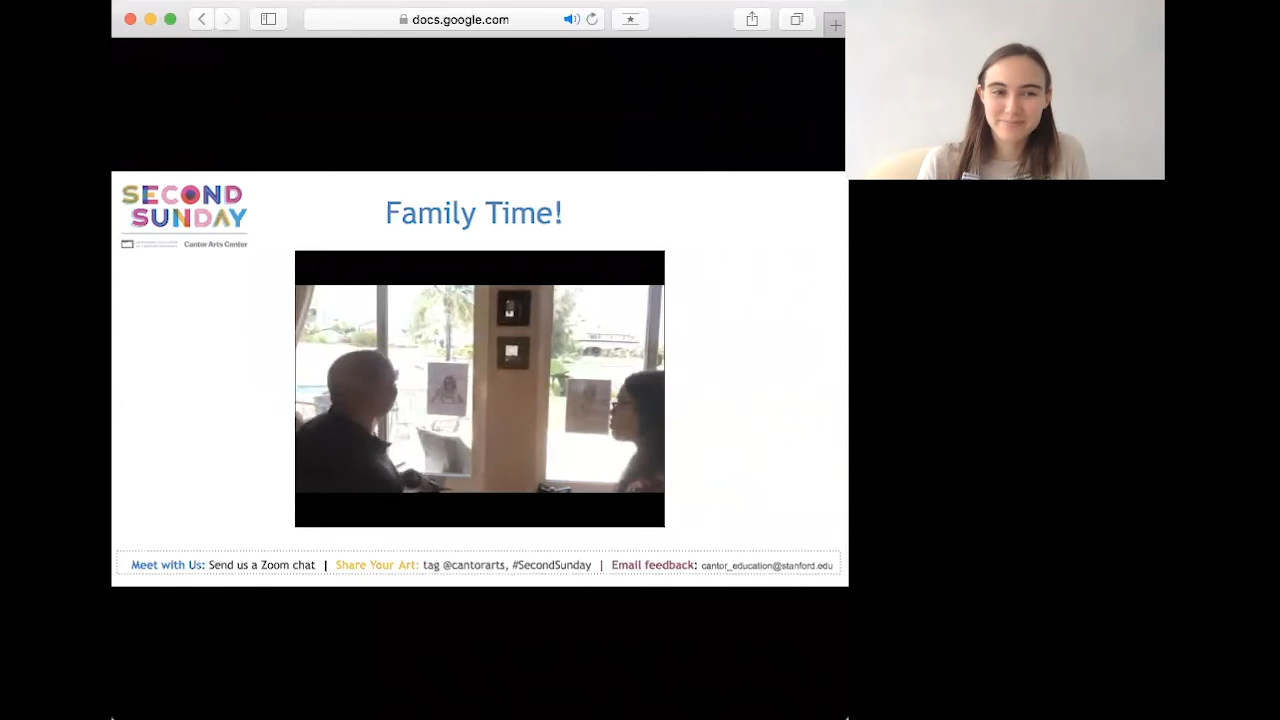 docs.google.com
SECOND
SUNDAY
Cantor Arts Center
Family Time!
Meet with Us: Send us a Zoom chat | Share Your Art: tag @cantorarts, #SecondSunday | Email feedback: cantor_education@stanford.edu